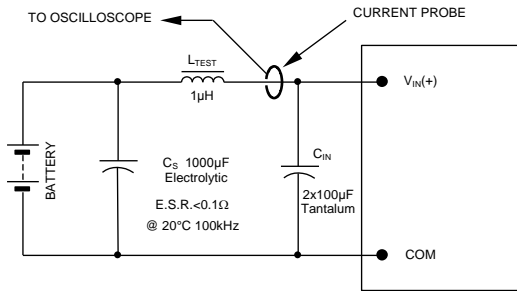 TO OSCILLOSCOPE
CURRENT PROBE
LTEST
1µH
VIN(+)
BATTERY
CS 1000µF
Electrolytic
E.S.R.<0.1Ω
@ 20°C 100kHz
CIN
2x100µF
Tantalum
COM